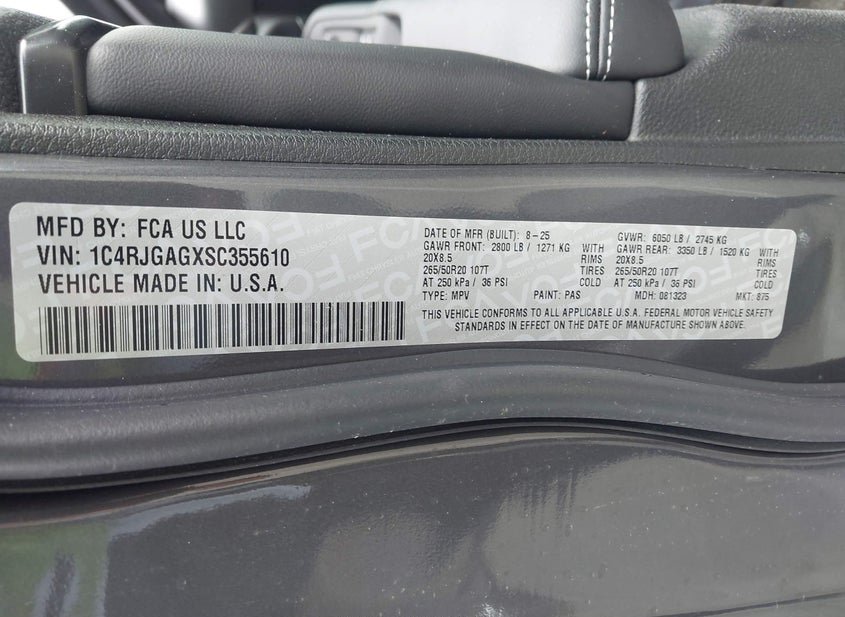 MFD BY: FCA US LLC
VIN: 1C4RJGAGXSC355610
VEHICLE MADE IN: U.S.A.
DATE OF MFR (BUILT): 8-25 GVWR: 6050 LB / 2745 KG
GAWR FRONT: 2800 LB / 1271 KG GAWR REAR: 3350 LB / 1520 KG
20X8.5 RIMS 20X8.5 RIMS
265/50R20 107T TIRES 265/50R20 107T TIRES
AT 250 kPa / 36 PSI COLD AT 250 kPa / 36 PSI COLD
TYPE: MPV PAINT: PAS MDH: 081323 MKT: 875
THIS VEHICLE CONFORMS TO ALL APPLICABLE U.S.A. FEDERAL MOTOR VEHICLE SAFETY
STANDARDS IN EFFECT ON THE DATE OF MANUFACTURE SHOWN ABOVE.